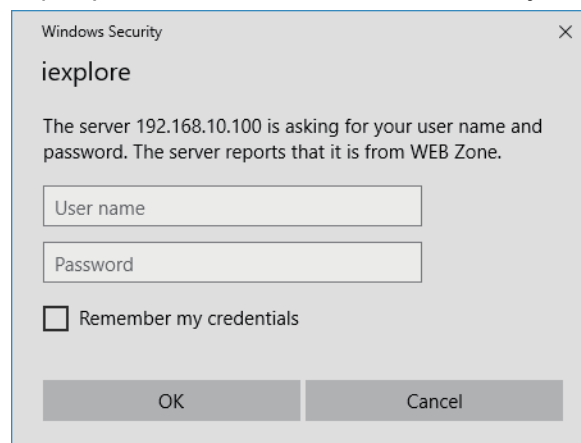 Windows Security
iexplore
The server 192.168.10.100 is asking for your user name and
password. The server reports that it is from WEB Zone.
User name
Password
Remember my credentials
OK
Cancel